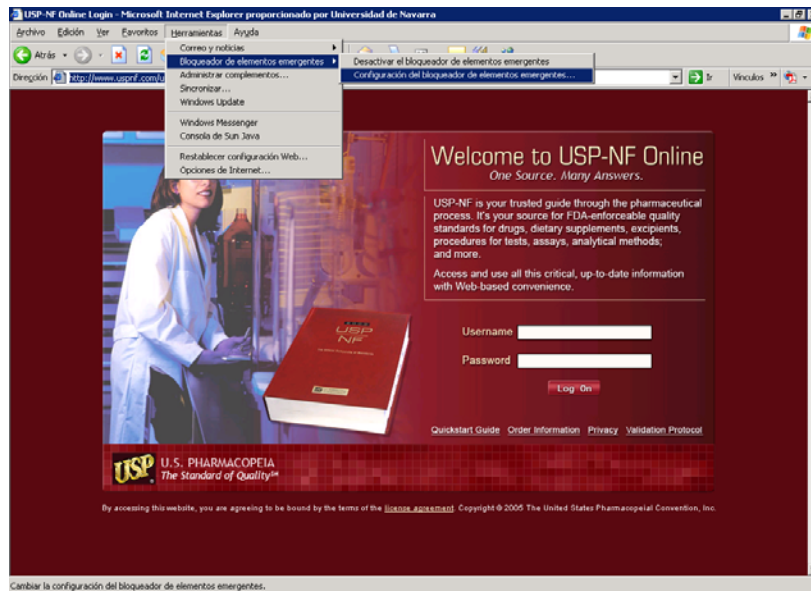 USP-NF Online Login - Microsoft Internet Explorer proporcionado por Universidad de Navarra
Archivo Edición Ver Favoritos Herramientas Ayuda
Atrás
Dirección http://www.uspnf.com/u Ir Vínculos
Correo y noticias
Bloqueador de elementos emergentes
Administrar complementos...
Sincronizar...
Windows Update
Windows Messenger
Consola de Sun Java
Restablecer configuración Web...
Opciones de Internet...
Desactivar el bloqueador de elementos emergentes
Configuración del bloqueador de elementos emergentes...
Welcome to USP-NF Online
One Source. Many Answers.
USP-NF is your trusted guide through the pharmaceutical
process. It's your source for FDA-enforceable quality
standards for drugs, dietary supplements, excipients,
procedures for tests, assays, analytical methods;
and more.
Access and use all this critical, up-to-date information
with Web-based convenience.
USP
NF
Username
Password
Log On
Quickstart Guide Order Information Privacy Validation Protocol
USP U.S. PHARMACOPEIA
The Standard of Quality℠
By accessing this website, you are agreeing to be bound by the terms of the license agreement. Copyright © 2005 The United States Pharmacopeial Convention, Inc.
Cambiar la configuración del bloqueador de elementos emergentes.